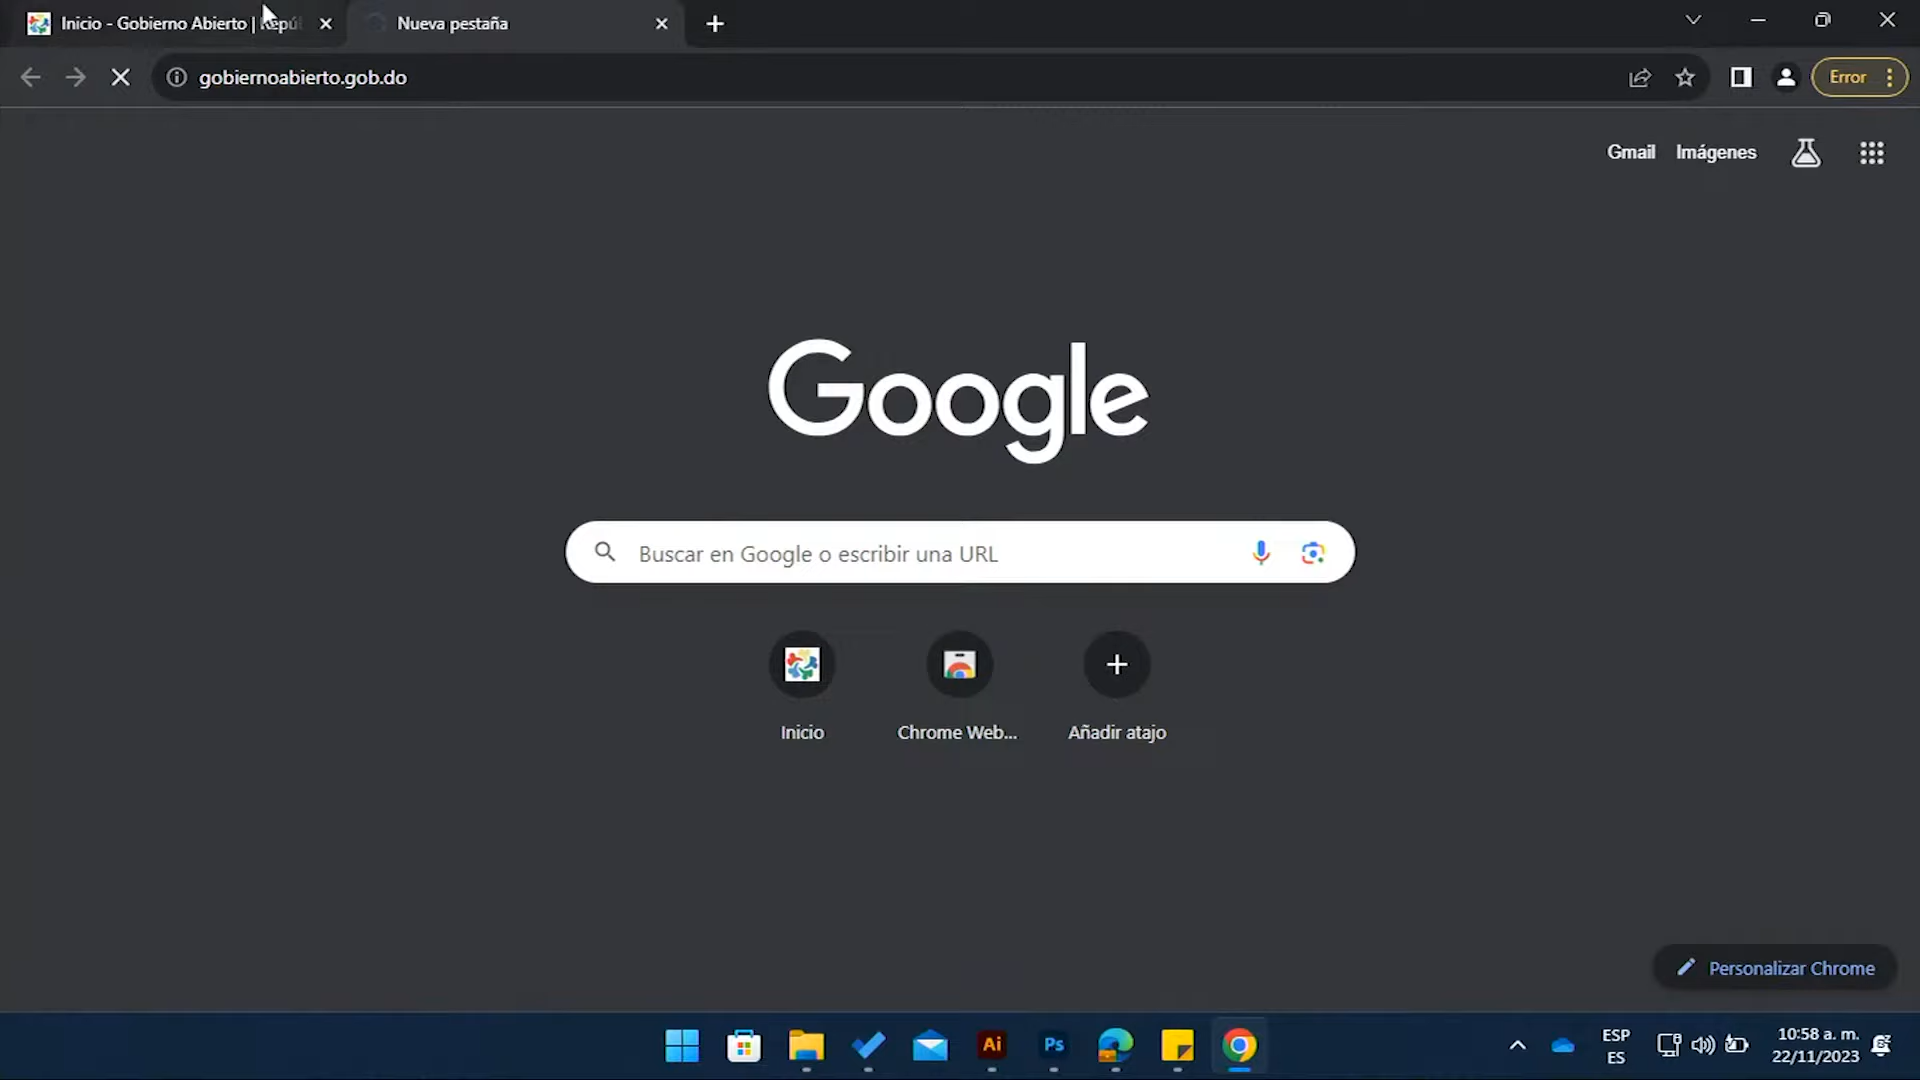 Inicio - Gobierno Abierto | Repúl
Nueva pestaña
gobiernoabierto.gob.do
Error
Gmail
Imágenes
Google
Buscar en Google o escribir una URL
Inicio
Chrome Web...
Añadir atajo
Personalizar Chrome
Ai
Ps
ESP
ES
10:58 a. m.
22/11/2023